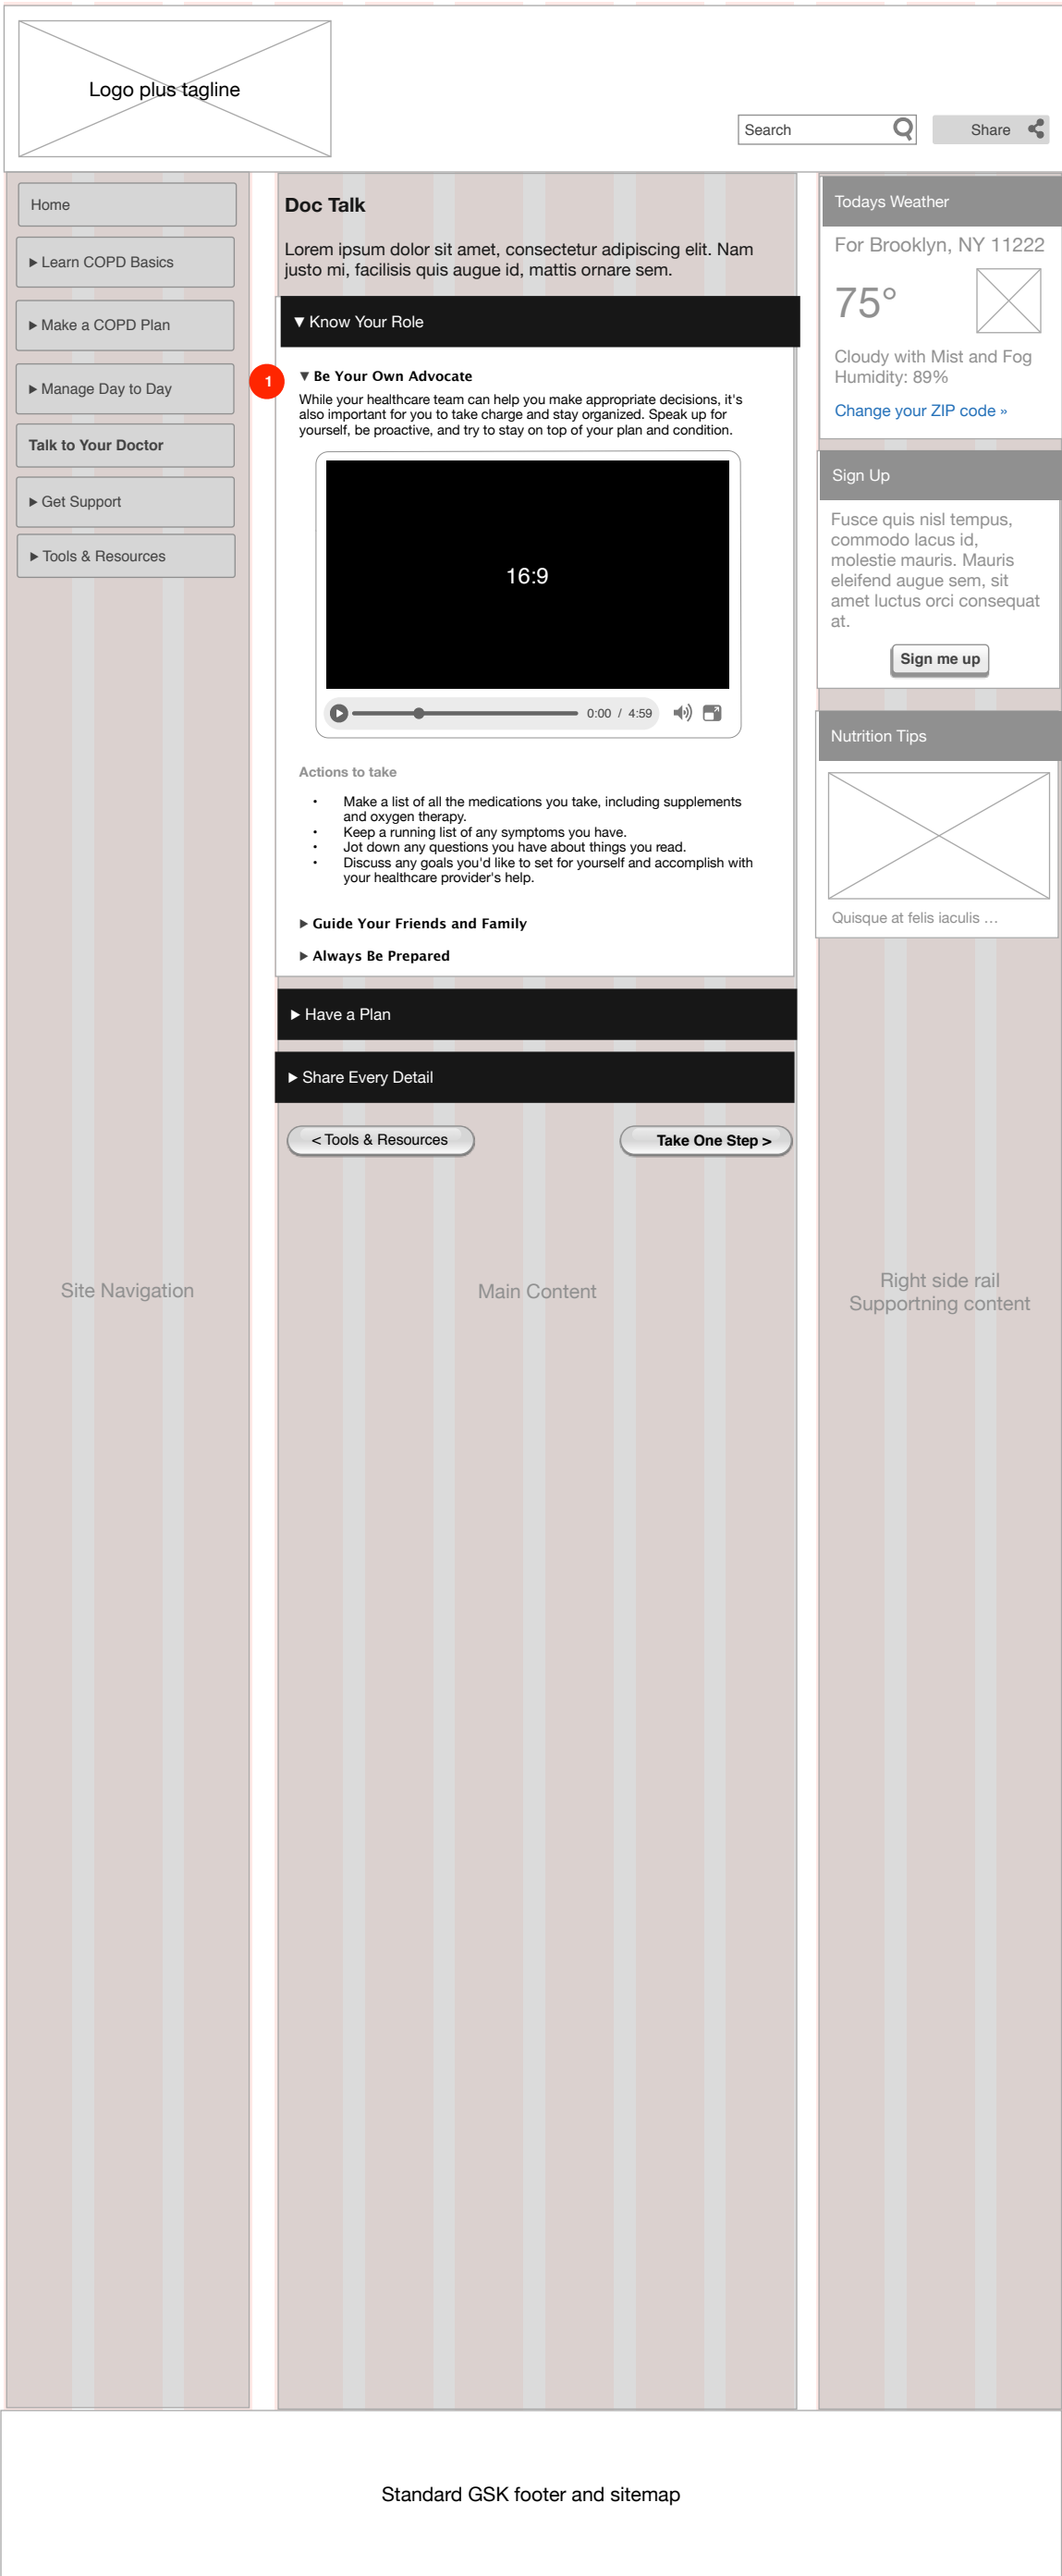 Logo plus tagline
Search
Share
Home
▶ Learn COPD Basics
▶ Make a COPD Plan
▶ Manage Day to Day
Talk to Your Doctor
▶ Get Support
▶ Tools & Resources
Site Navigation
Doc Talk
Lorem ipsum dolor sit amet, consectetur adipiscing elit. Nam
justo mi, facilisis quis augue id, mattis ornare sem.
▼ Know Your Role
1
▼ Be Your Own Advocate
While your healthcare team can help you make appropriate decisions, it's
also important for you to take charge and stay organized. Speak up for
yourself, be proactive, and try to stay on top of your plan and condition.
16:9
0:00 / 4:59
Actions to take
• Make a list of all the medications you take, including supplements
and oxygen therapy.
• Keep a running list of any symptoms you have.
• Jot down any questions you have about things you read.
• Discuss any goals you'd like to set for yourself and accomplish with
your healthcare provider's help.
▶ Guide Your Friends and Family
▶ Always Be Prepared
▶ Have a Plan
▶ Share Every Detail
< Tools & Resources
Take One Step >
Main Content
Todays Weather
For Brooklyn, NY 11222
75°
Cloudy with Mist and Fog
Humidity: 89%
Change your ZIP code »
Sign Up
Fusce quis nisl tempus,
commodo lacus id,
molestie mauris. Mauris
eleifend augue sem, sit
amet luctus orci consequat
at.
Sign me up
Nutrition Tips
Quisque at felis iaculis …
Right side rail
Supportning content
Standard GSK footer and sitemap